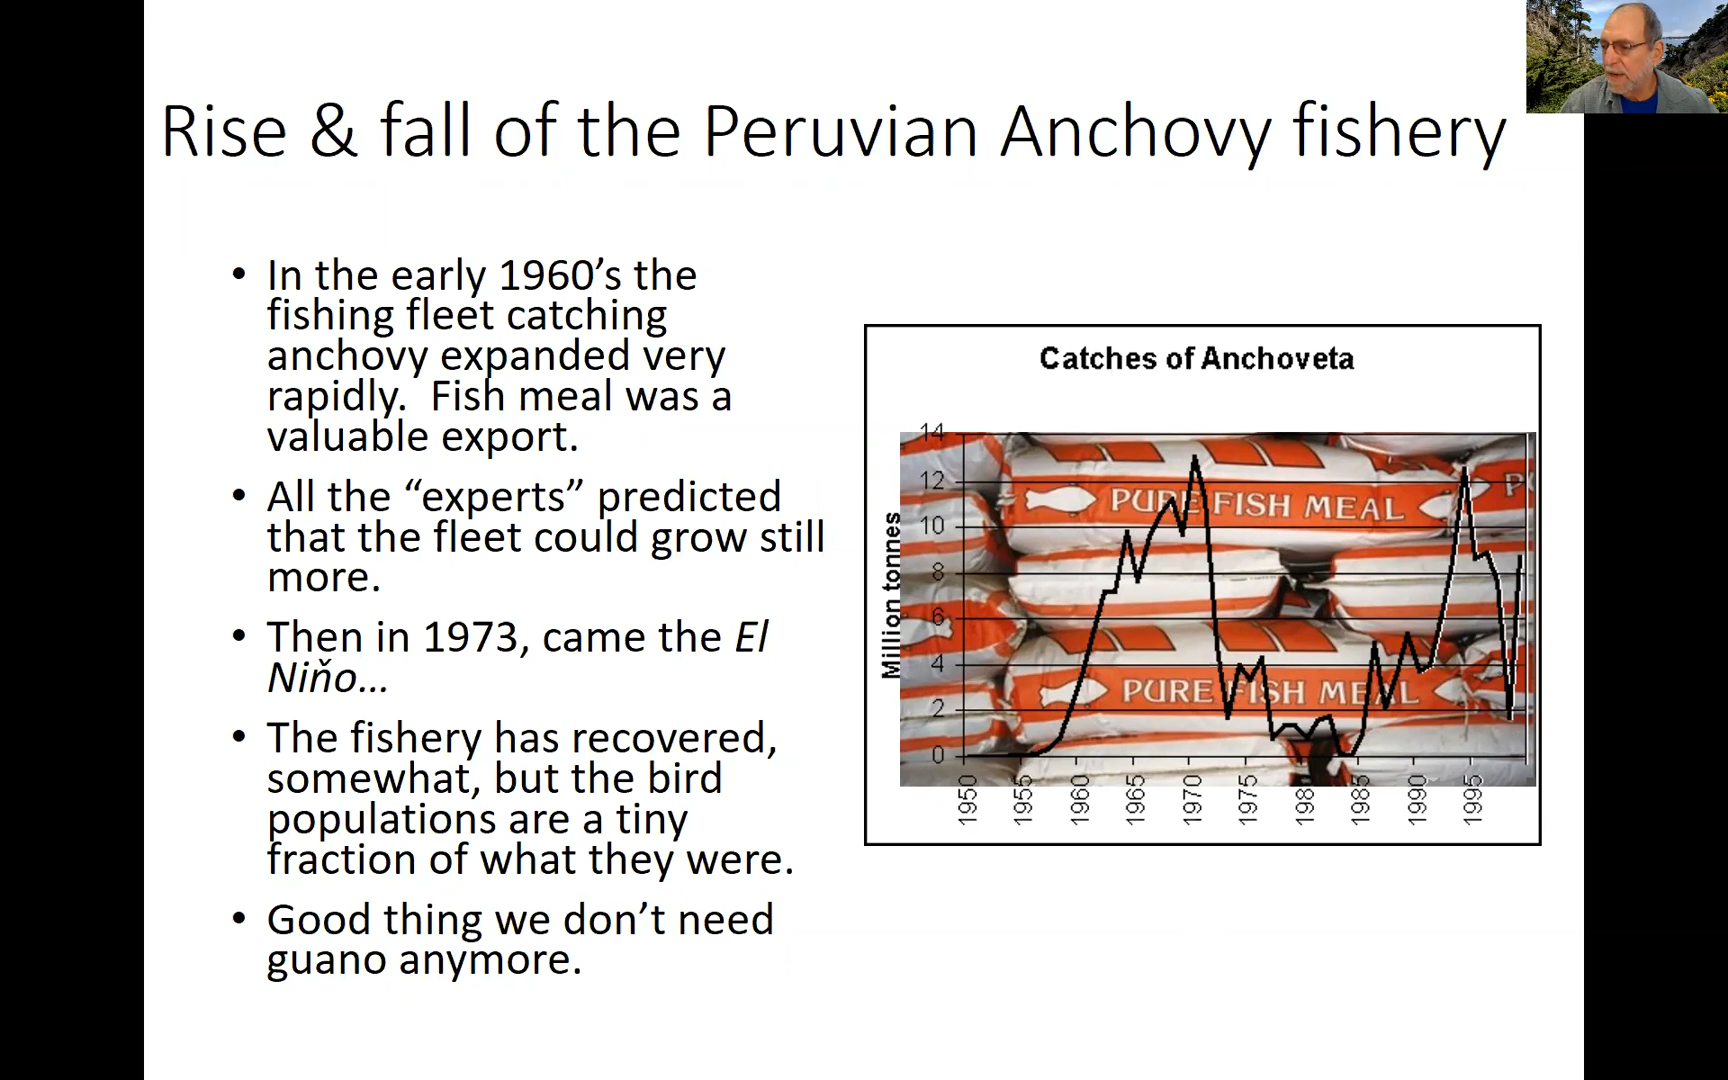 Rise & fall of the Peruvian Anchovy fishery
• In the early 1960’s the
fishing fleet catching
anchovy expanded very
rapidly.  Fish meal was a
valuable export.
• All the “experts” predicted
that the fleet could grow still
more.
• Then in 1973, came the El
Niňo…
• The fishery has recovered,
somewhat, but the bird
populations are a tiny
fraction of what they were.
• Good thing we don’t need
guano anymore.
Catches of Anchoveta
Million tonnes
14
12
10
8
6
4
2
0
1950
1955
1960
1965
1970
1975
1980
1985
1990
1995
PURE FISH MEAL
P
PURE FISH MEAL